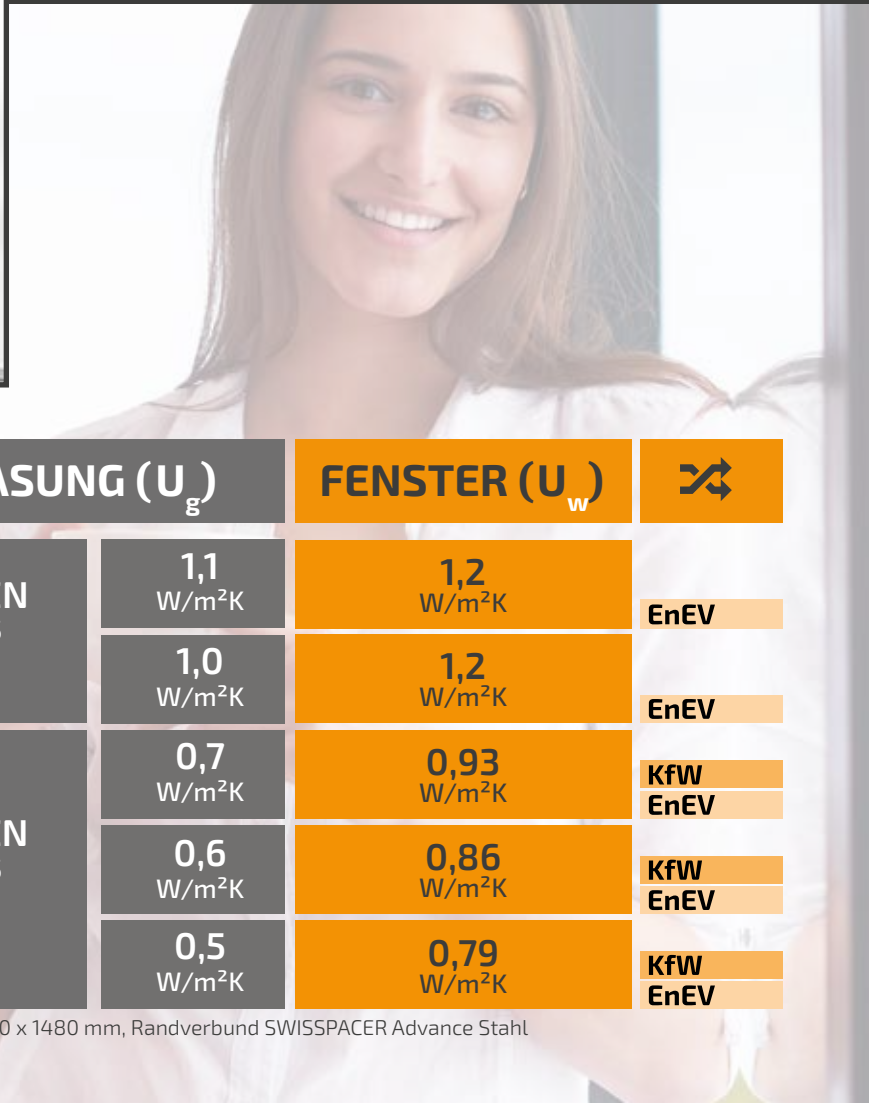 ASUNG (Ug) FENSTER (Uw)
EN
1,1
W/m²K
1,2
W/m²K
EnEV
1,0
W/m²K
1,2
W/m²K
EnEV
EN
0,7
W/m²K
0,93
W/m²K
KfW
EnEV
0,6
W/m²K
0,86
W/m²K
KfW
EnEV
0,5
W/m²K
0,79
W/m²K
KfW
EnEV
0 x 1480 mm, Randverbund SWISSPACER Advance Stahl